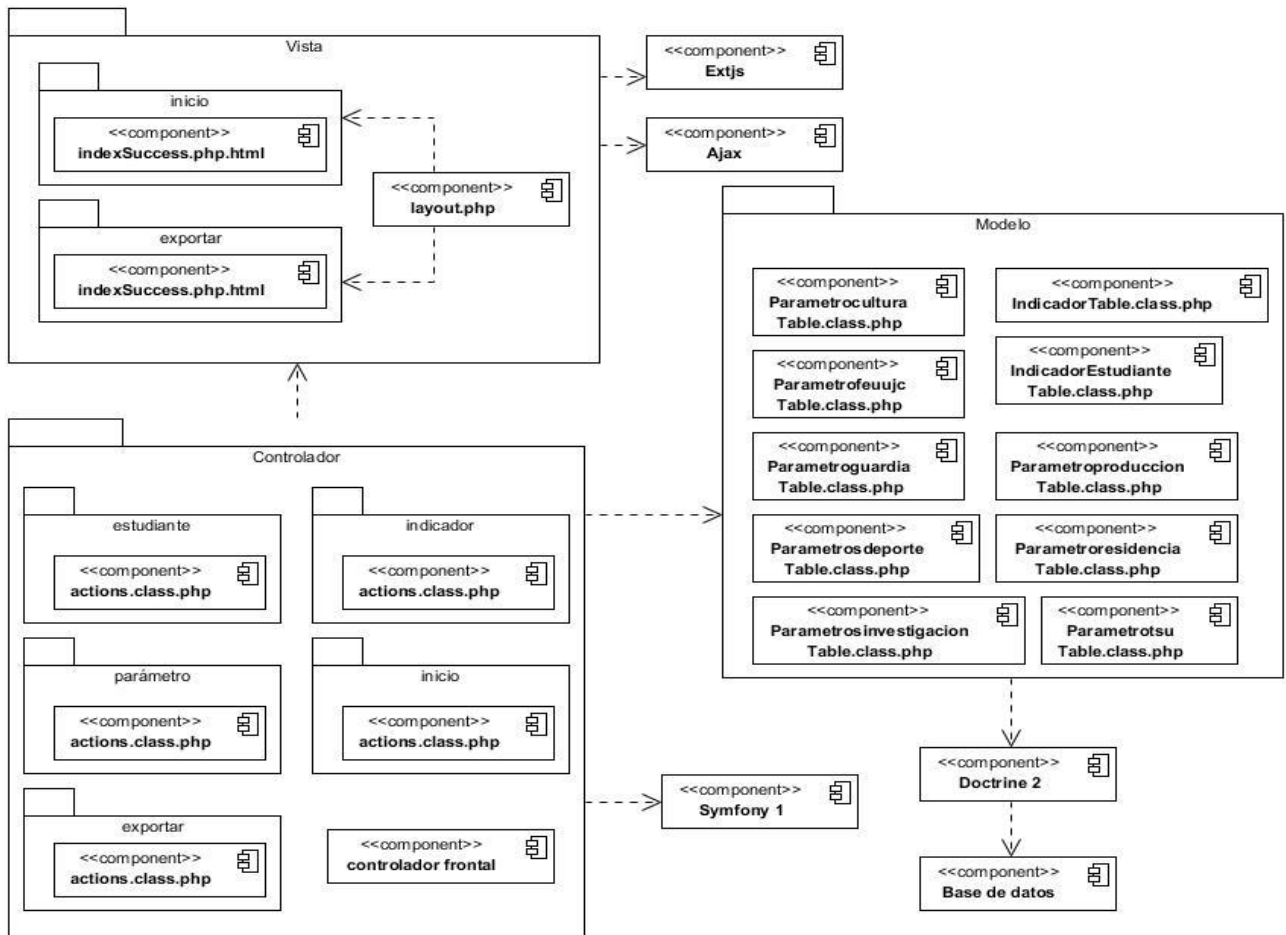 Vista
inicio
<<component>>
indexSuccess.php.html
exportar
<<component>>
indexSuccess.php.html
<<component>>
layout.php
<<component>>
Extjs
<<component>>
Ajax
Modelo
<<component>>
Parametrocultura
Table.class.php
<<component>>
IndicadorTable.class.php
<<component>>
Parametrofeuujc
Table.class.php
<<component>>
IndicadorEstudiante
Table.class.php
<<component>>
Parametroguardia
Table.class.php
<<component>>
Parametroproduccion
Table.class.php
<<component>>
Parametrosdeporte
Table.class.php
<<component>>
Parametroresidencia
Table.class.php
<<component>>
Parametrosinvestigacion
Table.class.php
<<component>>
Parametrotsu
Table.class.php
Controlador
estudiante
<<component>>
actions.class.php
indicador
<<component>>
actions.class.php
parámetro
<<component>>
actions.class.php
inicio
<<component>>
actions.class.php
exportar
<<component>>
actions.class.php
<<component>>
controlador frontal
<<component>>
Symfony 1
<<component>>
Doctrine 2
<<component>>
Base de datos